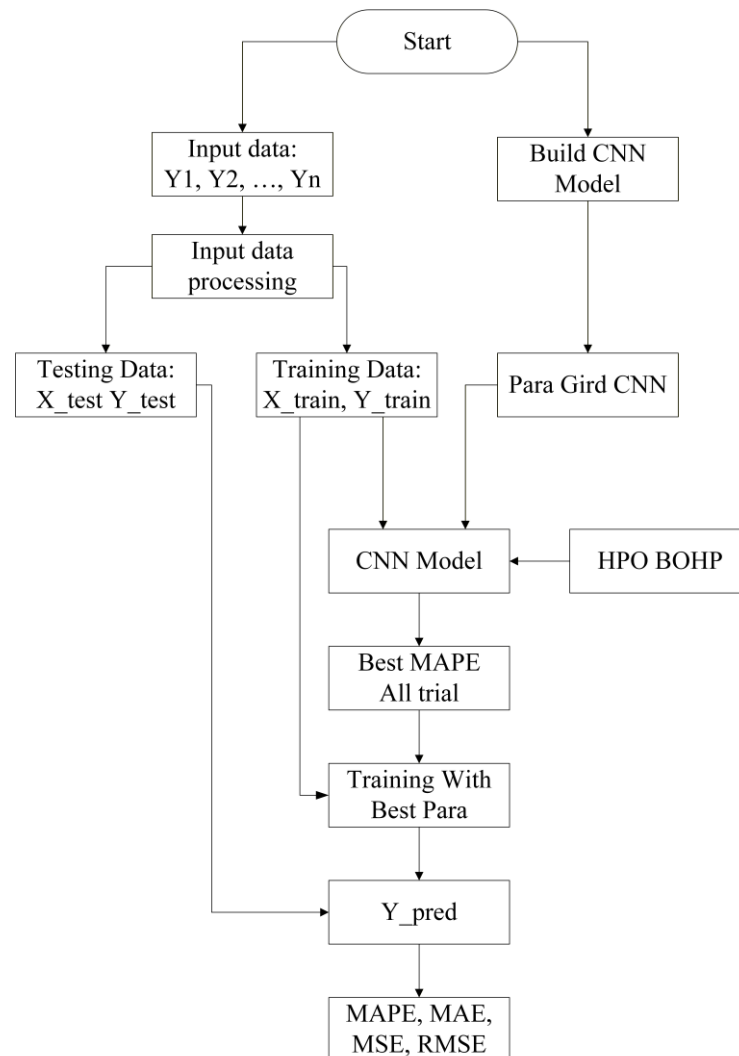 Start
Input data:
Y1, Y2, …, Yn
Build CNN
Model
Input data
processing
Testing Data:
X_test Y_test
Training Data:
X_train, Y_train
Para Gird CNN
CNN Model
HPO BOHP
Best MAPE
All trial
Training With
Best Para
Y_pred
MAPE, MAE,
MSE, RMSE